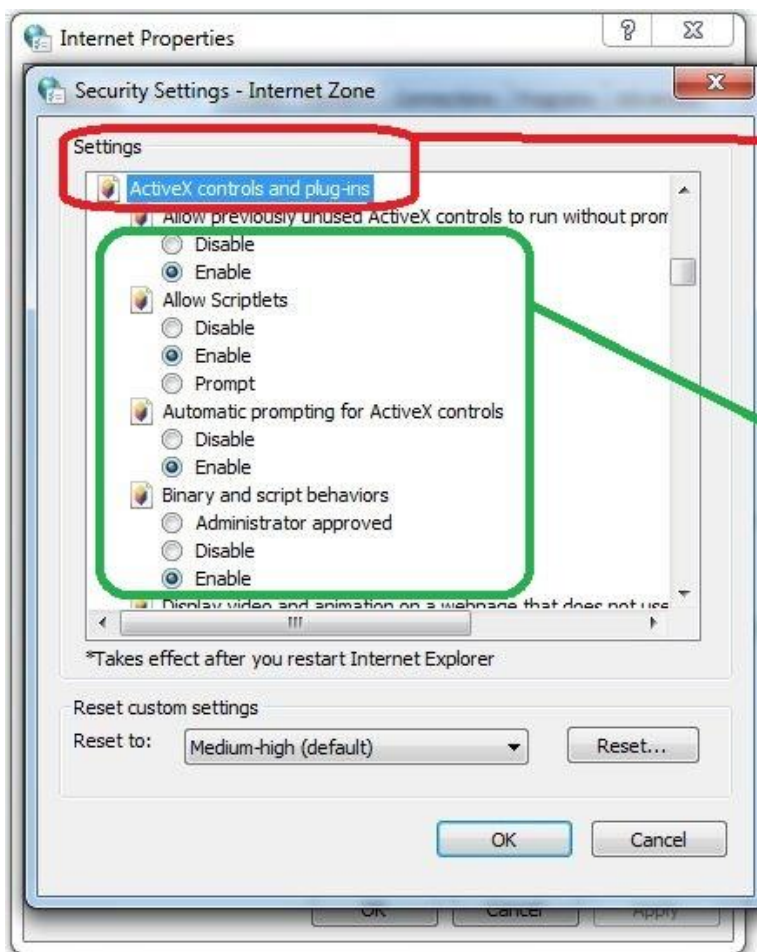 Internet Properties
Security Settings - Internet Zone
Settings
ActiveX controls and plug-ins
Allow previously unused ActiveX controls to run without prom
Disable
Enable
Allow Scriptlets
Disable
Enable
Prompt
Automatic prompting for ActiveX controls
Disable
Enable
Binary and script behaviors
Administrator approved
Disable
Enable
Display video and animation on a webpage that does not use
*Takes effect after you restart Internet Explorer
Reset custom settings
Reset to: Medium-high (default) Reset...
OK Cancel
OK Cancel Apply